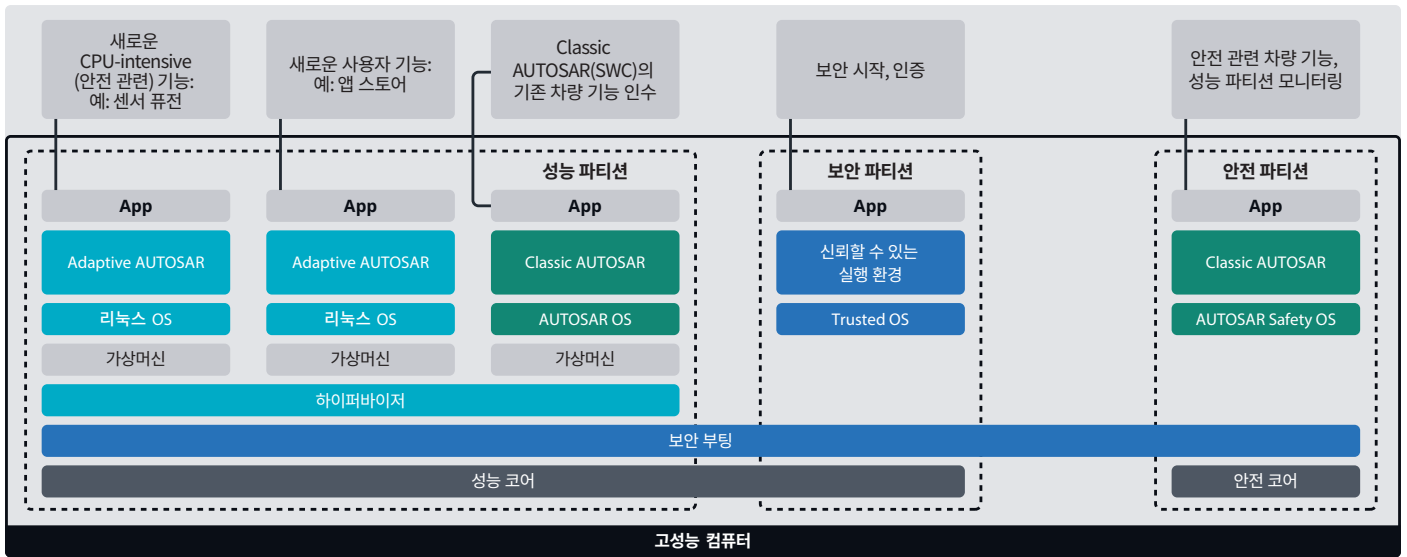 새로운
CPU-intensive
(안전 관련) 기능:
예: 센서 퓨전
새로운 사용자 기능:
예: 앱 스토어
Classic
AUTOSAR(SWC)의
기존 차량 기능 인수
보안 시작, 인증
안전 관련 차량 기능,
성능 파티션 모니터링
성능 파티션
보안 파티션
안전 파티션
App
App
App
App
App
Adaptive AUTOSAR
Adaptive AUTOSAR
Classic AUTOSAR
신뢰할 수 있는
실행 환경
Classic AUTOSAR
리눅스 OS
리눅스 OS
AUTOSAR OS
Trusted OS
AUTOSAR Safety OS
가상머신
가상머신
가상머신
하이퍼바이저
보안 부팅
성능 코어
안전 코어
고성능 컴퓨터